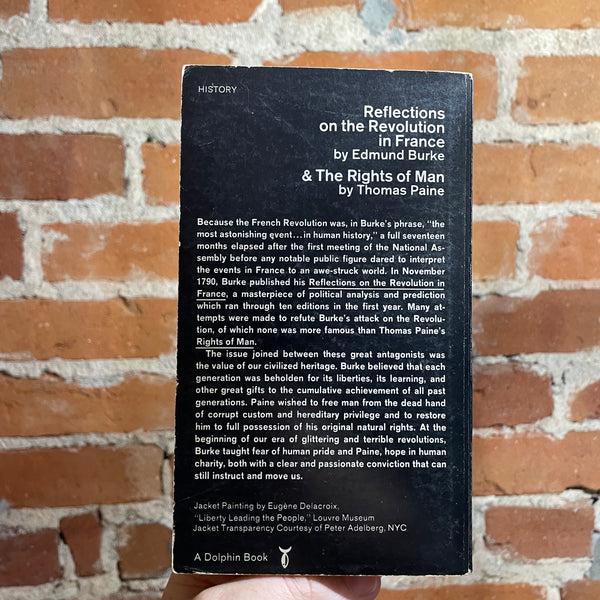 HISTORY
Reflections
on the Revolution
in France
by Edmund Burke
& The Rights of Man
by Thomas Paine
Because the French Revolution was, in Burke's phrase, "the
most astonishing event...in human history," a full seventeen
months elapsed after the first meeting of the National As-
sembly before any notable public figure dared to interpret
the events in France to an awe-struck world. In November
1790, Burke published his Reflections on the Revolution in
France, a masterpiece of political analysis and prediction
which ran through ten editions in the first year. Many at-
tempts were made to refute Burke's attack on the Revolu-
tion, of which none was more famous than Thomas Paine's
Rights of Man.
The issue joined between these great antagonists was
the value of our civilized heritage. Burke believed that each
generation was beholden for its liberties, its learning, and
other great gifts to the cumulative achievement of all past
generations. Paine wished to free man from the dead hand
of corrupt custom and hereditary privilege and to restore
him to full possession of his original natural rights. At the
beginning of our era of glittering and terrible revolutions,
Burke taught fear of human pride and Paine, hope in human
charity, both with a clear and passionate conviction that can
still instruct and move us.
Jacket Painting by Eugène Delacroix,
"Liberty Leading the People," Louvre Museum
Jacket Transparency Courtesy of Peter Adelberg, NYC
A Dolphin Book